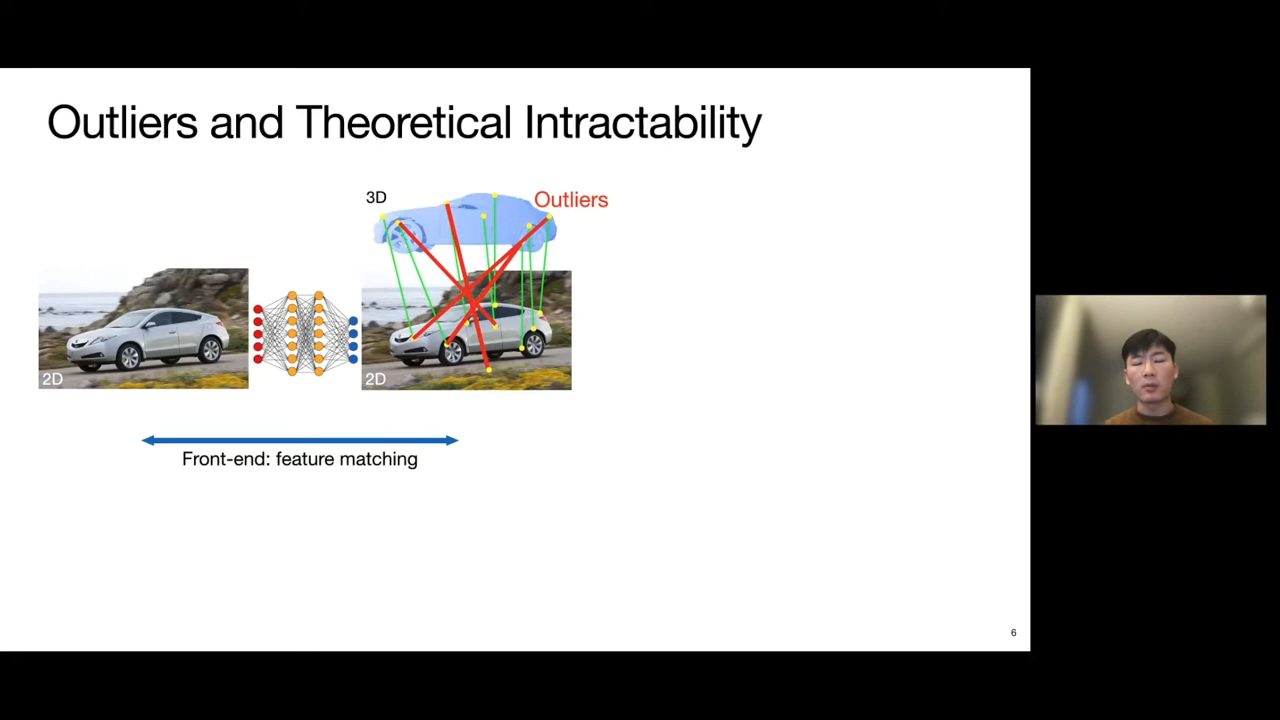 Outliers and Theoretical Intractability
3D
Outliers
2D
2D
Front-end: feature matching
6